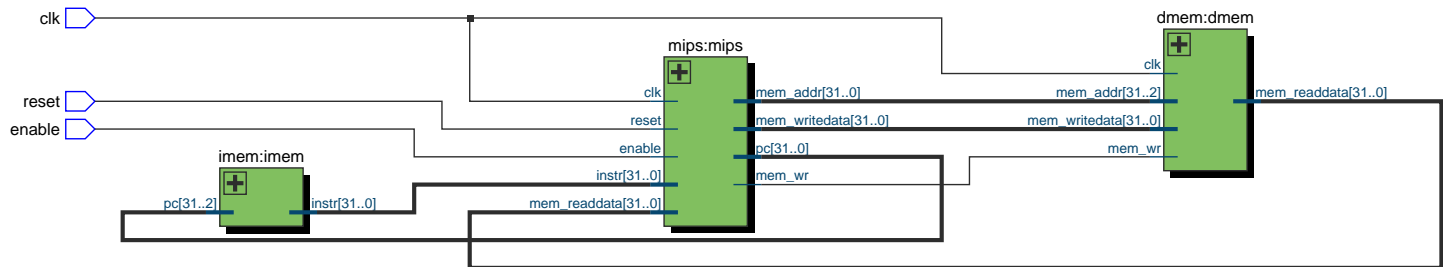 clk
reset
enable
imem:imem
pc[31..2]
instr[31..0]
mips:mips
clk
reset
enable
instr[31..0]
mem_readdata[31..0]
mem_addr[31..0]
mem_writedata[31..0]
pc[31..0]
mem_wr
dmem:dmem
clk
mem_addr[31..2]
mem_writedata[31..0]
mem_wr
mem_readdata[31..0]